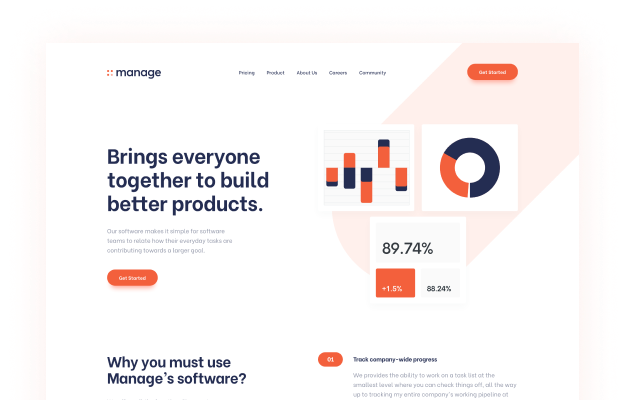 manage
Pricing Product About Us Careers Community
Get Started
Brings everyone
together to build
better products.
Our software makes it simple for software
teams to relate how their everyday tasks are
contributing towards a larger goal.
Get Started
89.74%
+1.5%
88.24%
Why you must use
Manage's software?
01
Track company-wide progress
We provides the ability to work on a task list at the
smallest level where you can check things off, all the way
up to tracking my entire company's working pipeline at